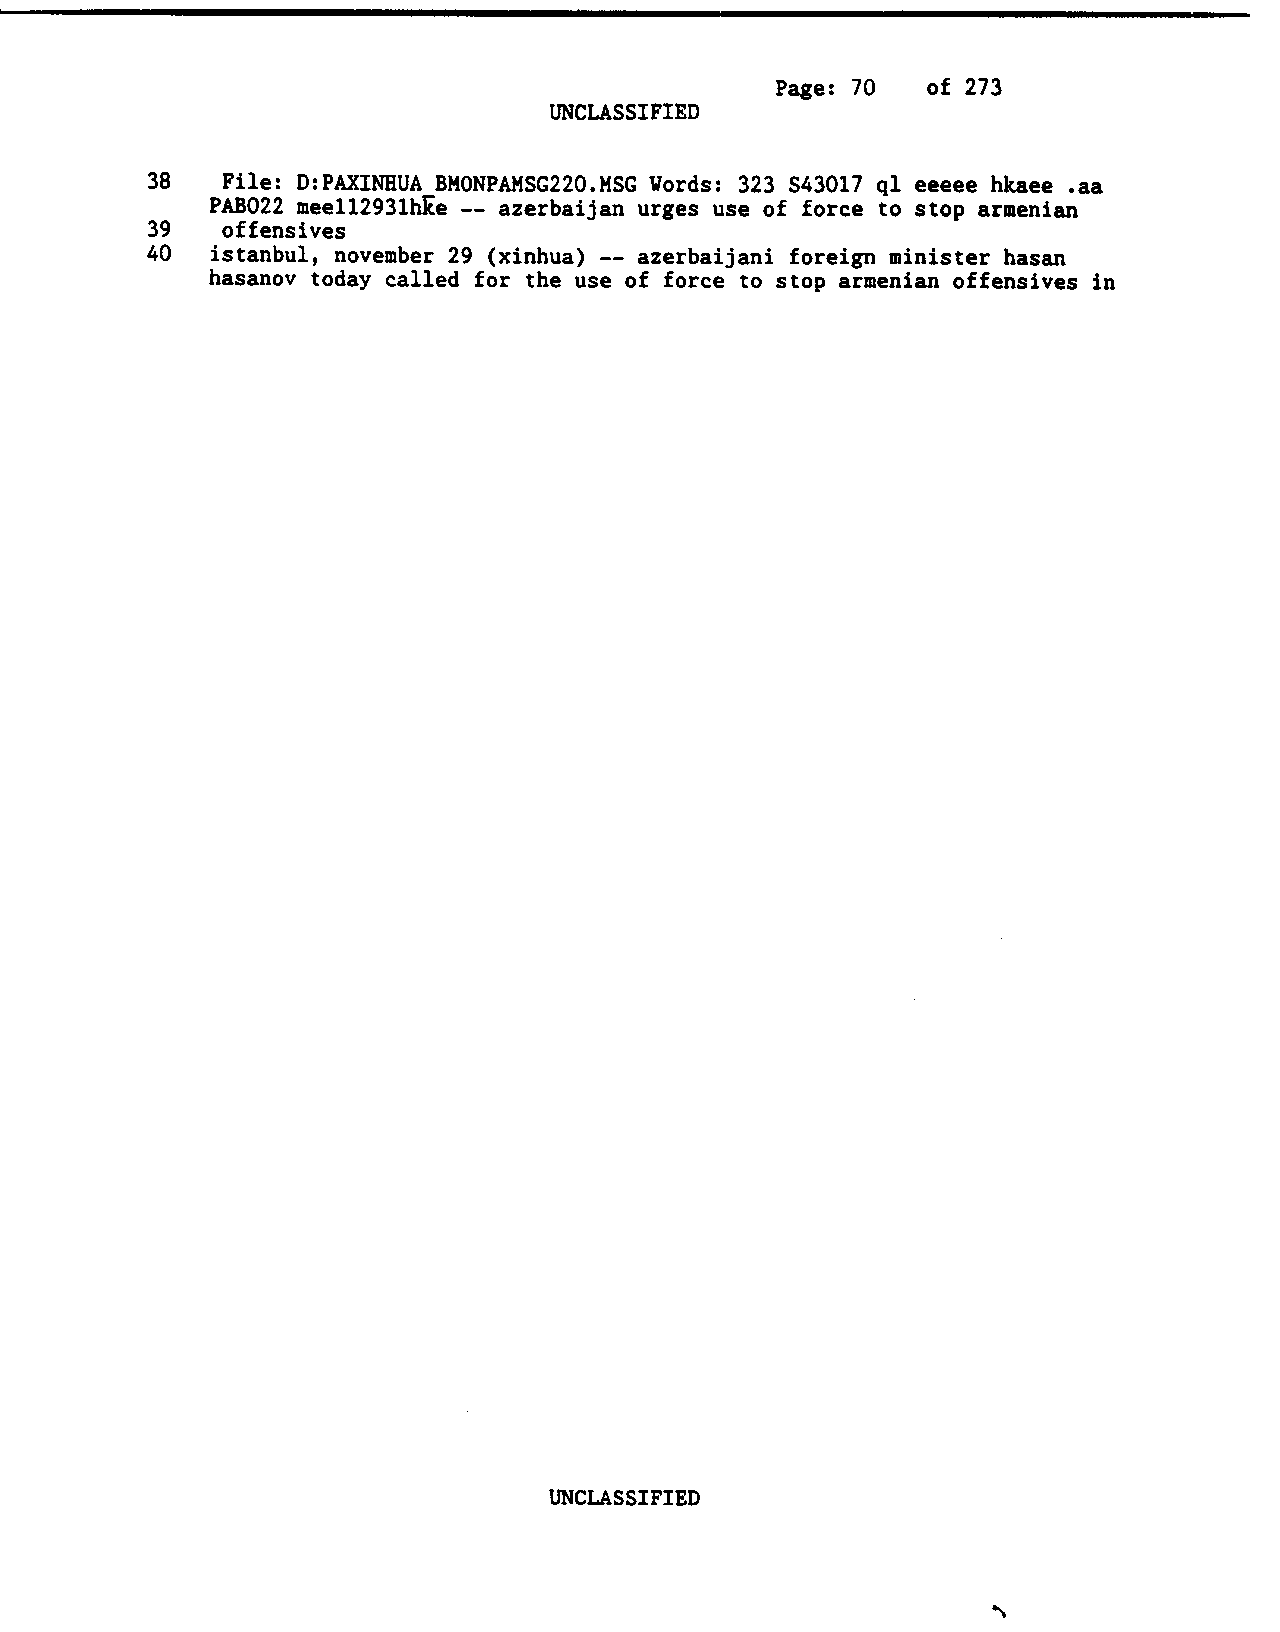 Page: 70 of 273
UNCLASSIFIED
38 File: D:PAXINHUA_BMONPAMSG220.MSG Words: 323 S43017 ql eeeee hkaee .aa
PAB022 mee112931hke -- azerbaijan urges use of force to stop armenian
39 offensives
40 istanbul, november 29 (xinhua) -- azerbaijani foreign minister hasan
hasanov today called for the use of force to stop armenian offensives in
UNCLASSIFIED